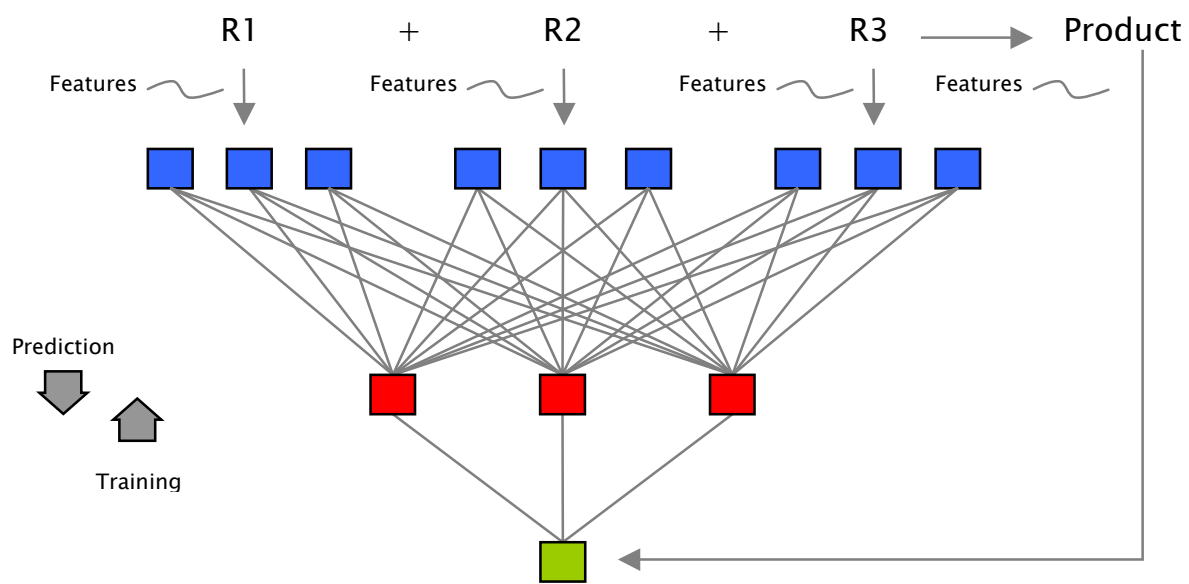 R1 + R2 + R3 Product
Features Features Features Features
Prediction
Training